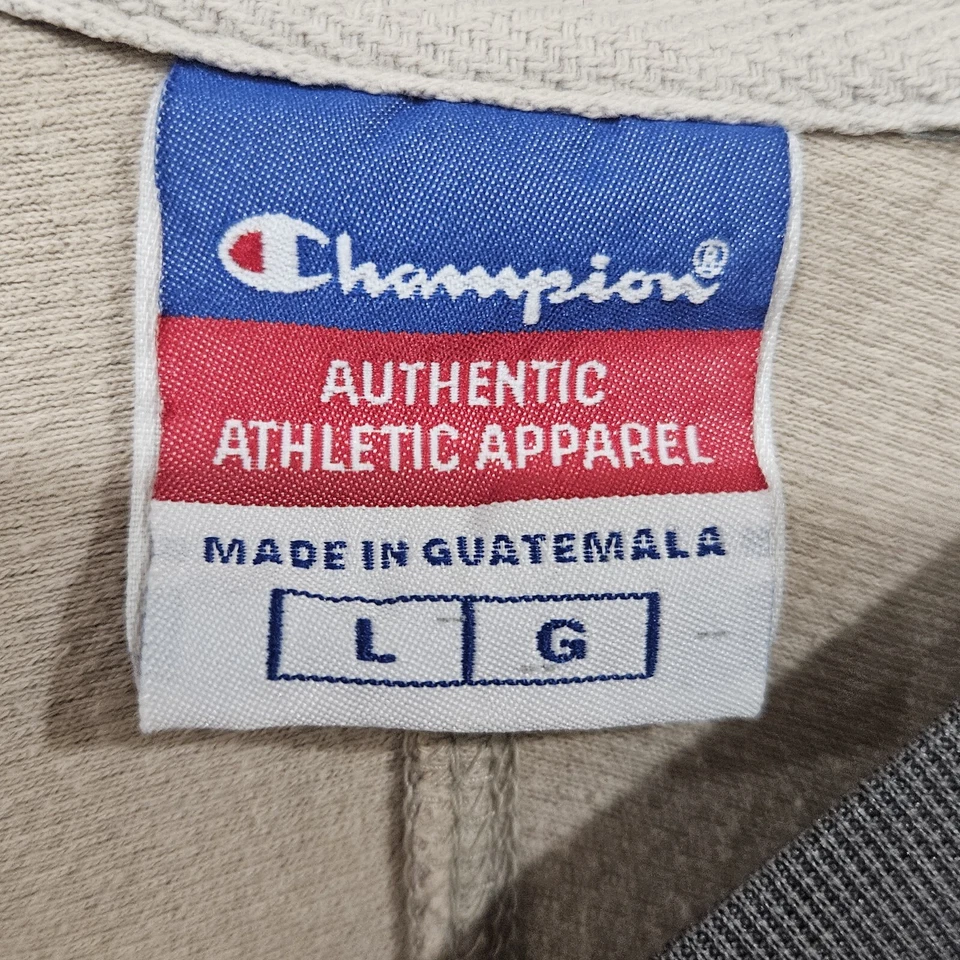 Champion®
AUTHENTIC
ATHLETIC APPAREL
MADE IN GUATEMALA
L G